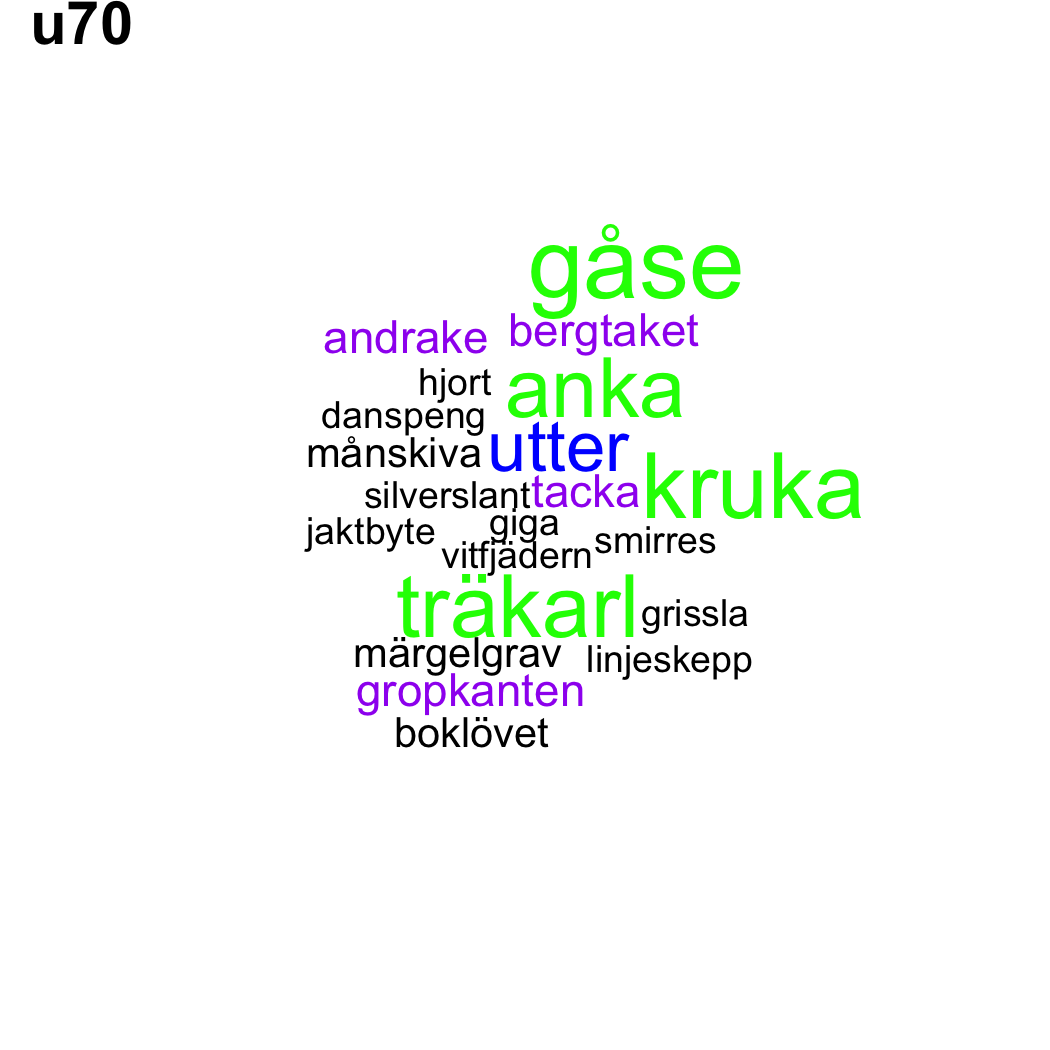 u70
gåse
andrake bergtaket
hjort anka
danspeng
månskiva utter
silverslant tacka kruka
jaktbyte giga smirres
vitfjädern
träkarl grissla
märgelgrav linjeskepp
gropkanten
boklövet